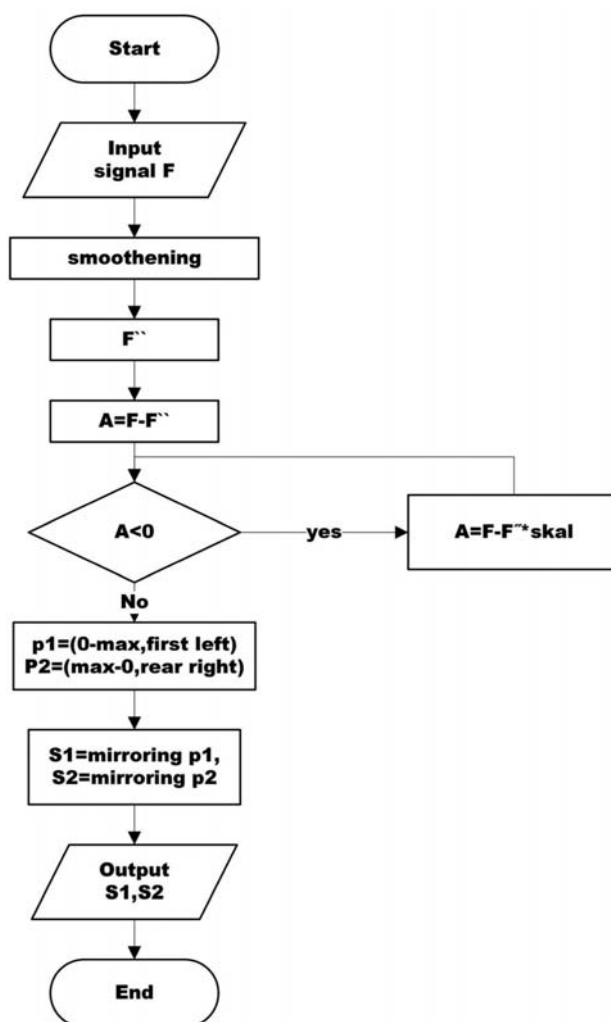 Start
Input
signal F
smoothening
F``
A=F-F``
A<0
yes
A=F-F``*skal
No
p1=(0-max,first left)
P2=(max-0,rear right)
S1=mirroring p1,
S2=mirroring p2
Output
S1,S2
End